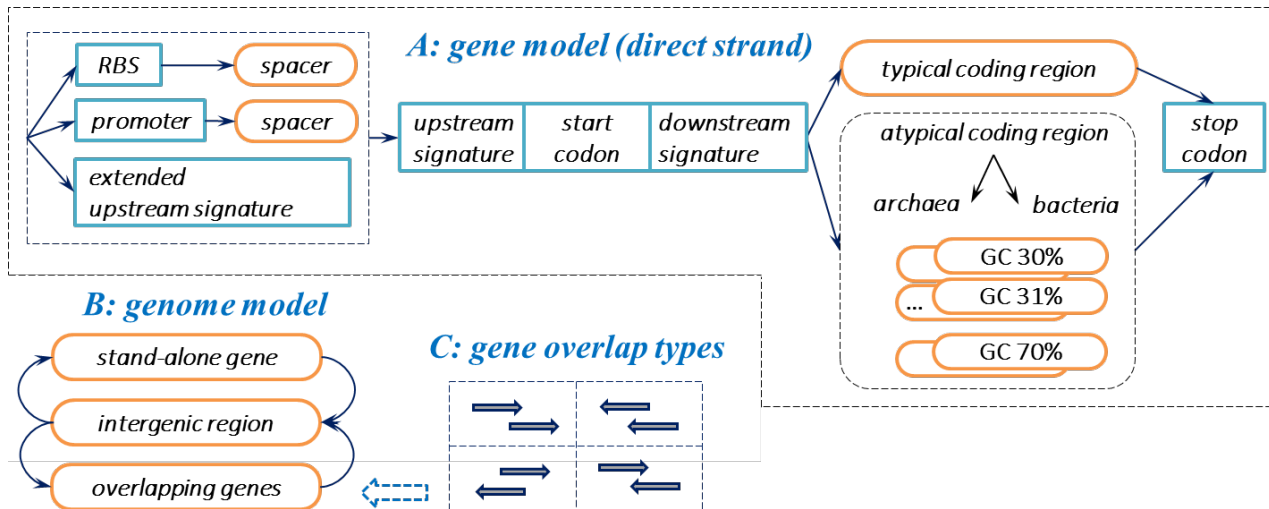 A: gene model (direct strand)
RBS
spacer
promoter
spacer
extended
upstream signature
upstream
signature
start
codon
downstream
signature
typical coding region
atypical coding region
archaea
bacteria
GC 30%
GC 31%
...
GC 70%
stop
codon
B: genome model
stand-alone gene
intergenic region
overlapping genes
C: gene overlap types